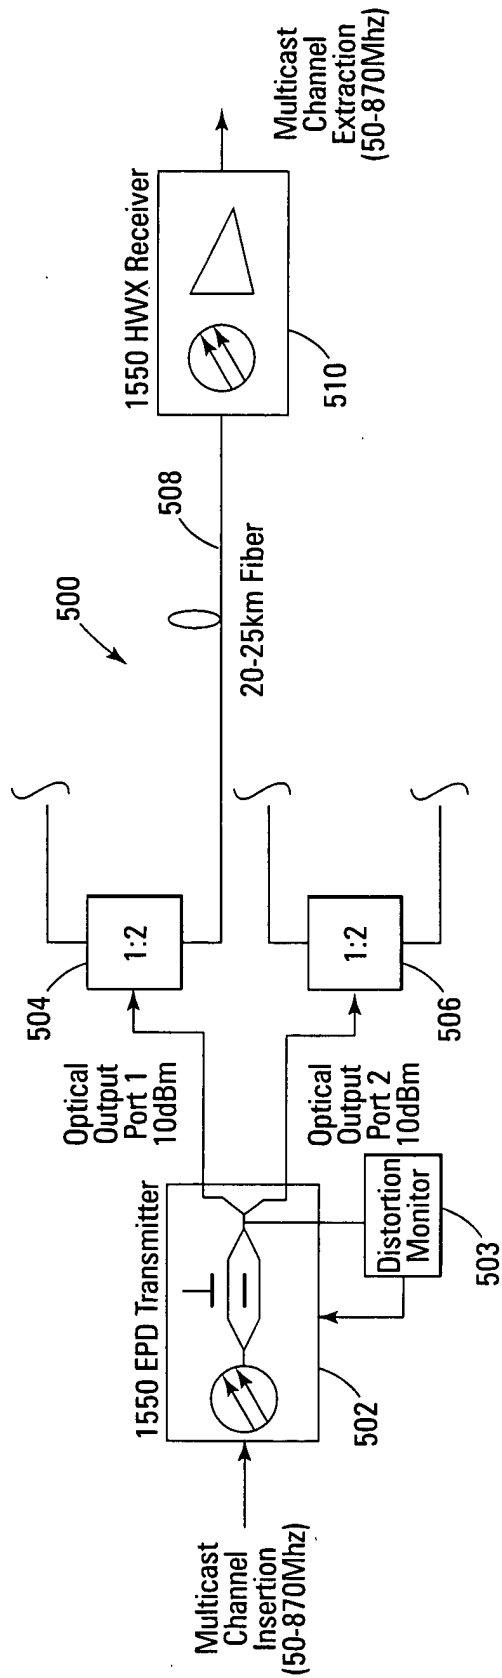 Multicast
Channel
Insertion
(50-870Mhz)
1550 EPD Transmitter
502
Distortion
Monitor
503
Optical
Output
Port 1
10dBm
Optical
Output
Port 2
10dBm
504
1:2
1:2
506
500
508
20-25km Fiber
1550 HWX Receiver
510
Multicast
Channel
Extraction
(50-870Mhz)